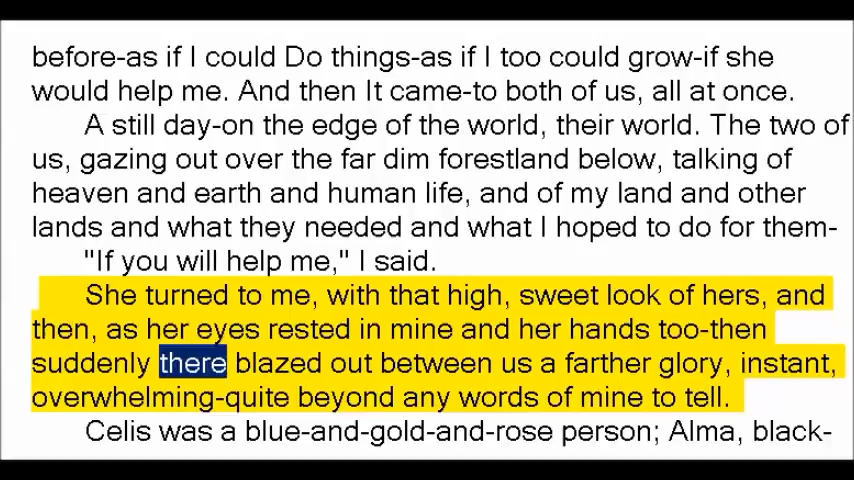 before-as if I could Do things-as if I too could grow-if she
would help me. And then It came-to both of us, all at once.
A still day-on the edge of the world, their world. The two of
us, gazing out over the far dim forestland below, talking of
heaven and earth and human life, and of my land and other
lands and what they needed and what I hoped to do for them-
"If you will help me," I said.
She turned to me, with that high, sweet look of hers, and
then, as her eyes rested in mine and her hands too-then
suddenly there blazed out between us a farther glory, instant,
overwhelming-quite beyond any words of mine to tell.
Celis was a blue-and-gold-and-rose person; Alma, black-